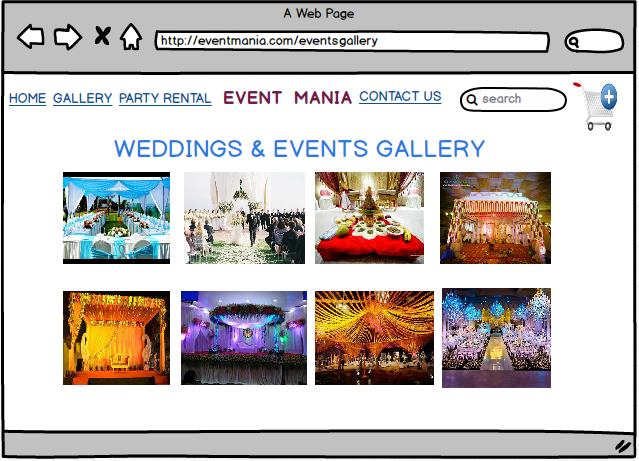 A Web Page
http://eventmania.com/eventsgallery
HOME GALLERY PARTY RENTAL EVENT MANIA CONTACT US search
WEDDINGS & EVENTS GALLERY